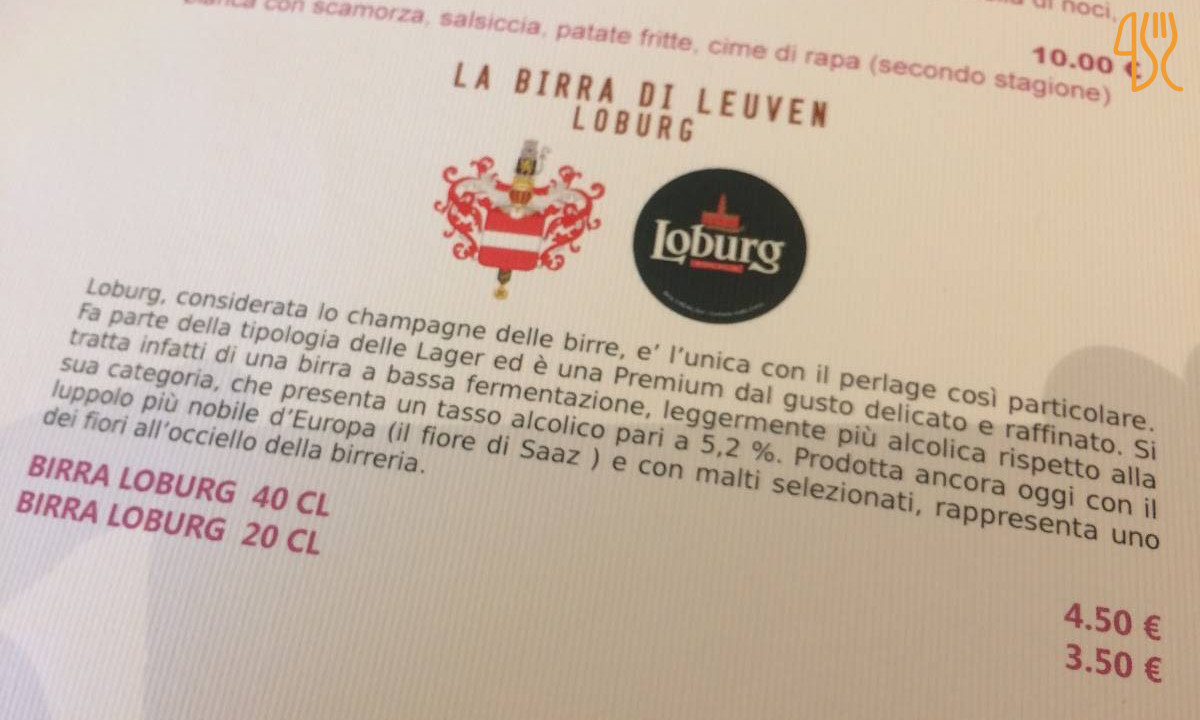 di noci,
con scamorza, salsiccia, patate fritte, cime di rapa (secondo stagione)
10.00 €
LA BIRRA DI LEUVEN
LOBURG
Loburg
Loburg, considerata lo champagne delle birre, e' l'unica con il perlage così particolare.
Fa parte della tipologia delle Lager ed è una Premium dal gusto delicato e raffinato. Si
tratta infatti di una birra a bassa fermentazione, leggermente più alcolica rispetto alla
sua categoria, che presenta un tasso alcolico pari a 5,2 %. Prodotta ancora oggi con il
luppolo più nobile d'Europa (il fiore di Saaz ) e con malti selezionati, rappresenta uno
dei fiori all'occiello della birreria.
BIRRA LOBURG 40 CL
BIRRA LOBURG 20 CL
4.50 €
3.50 €